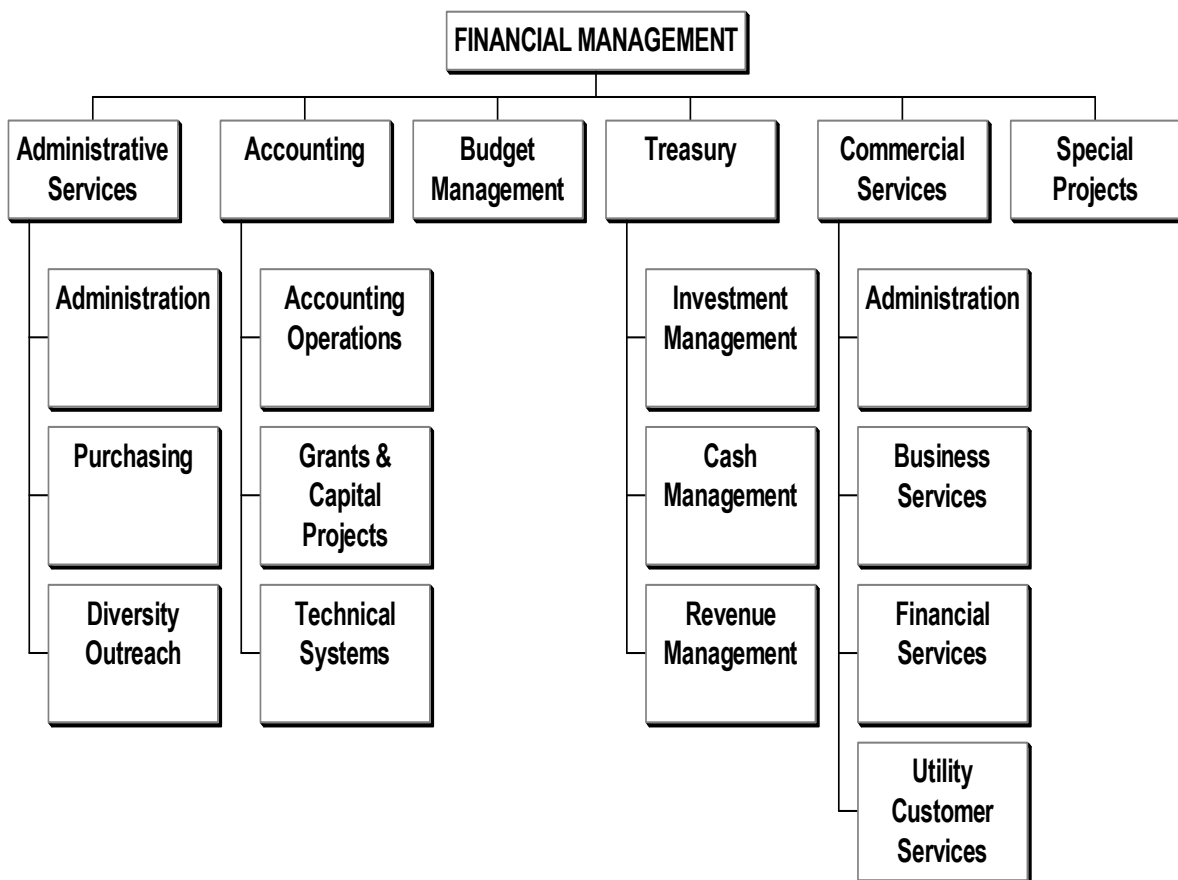 FINANCIAL MANAGEMENT
Administrative
Services
Accounting
Budget
Management
Treasury
Commercial
Services
Special
Projects
Administration
Purchasing
Diversity
Outreach
Accounting
Operations
Grants &
Capital
Projects
Technical
Systems
Investment
Management
Cash
Management
Revenue
Management
Administration
Business
Services
Financial
Services
Utility
Customer
Services